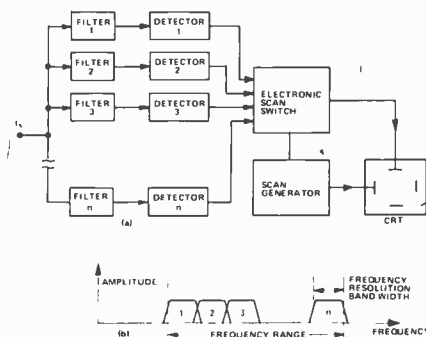 FILTER
1
DETECTOR
1
FILTER
2
DETECTOR
2
FILTER
3
DETECTOR
3
ELECTRONIC
SCAN
SWITCH
SCAN
GENERATOR
CRT
FILTER
n
DETECTOR
n
(a)
AMPLITUDE
FREQUENCY
RESOLUTION
BAND WIDTH
1
2
3
n
(b)
FREQUENCY RANGE
FREQUENCY